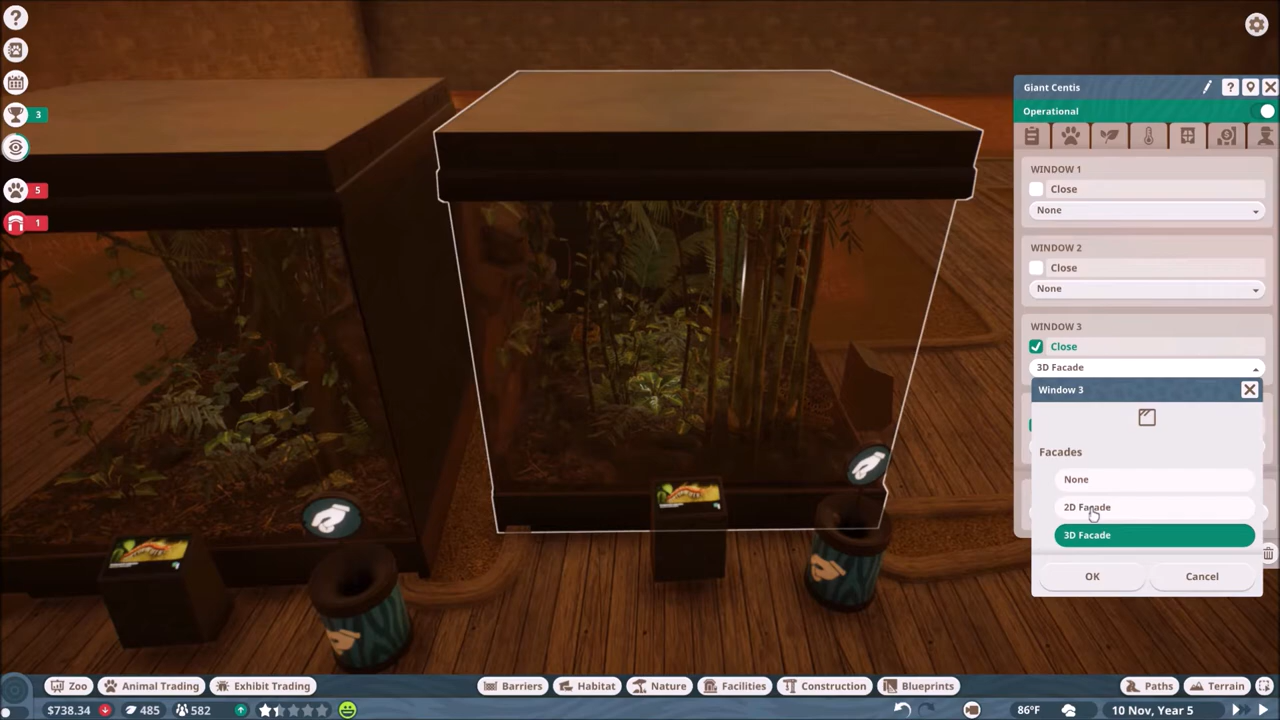 ?
Giant Centis
?
Operational
3
WINDOW 1
Close
None
5
1
WINDOW 2
Close
None
WINDOW 3
Close
3D Facade
Window 3
Facades
None
2D Facade
3D Facade
OK
Cancel
Zoo
Animal Trading
Exhibit Trading
Barriers
Habitat
Nature
Facilities
Construction
Blueprints
Paths
Terrain
$738.34
485
582
86°F
10 Nov, Year 5